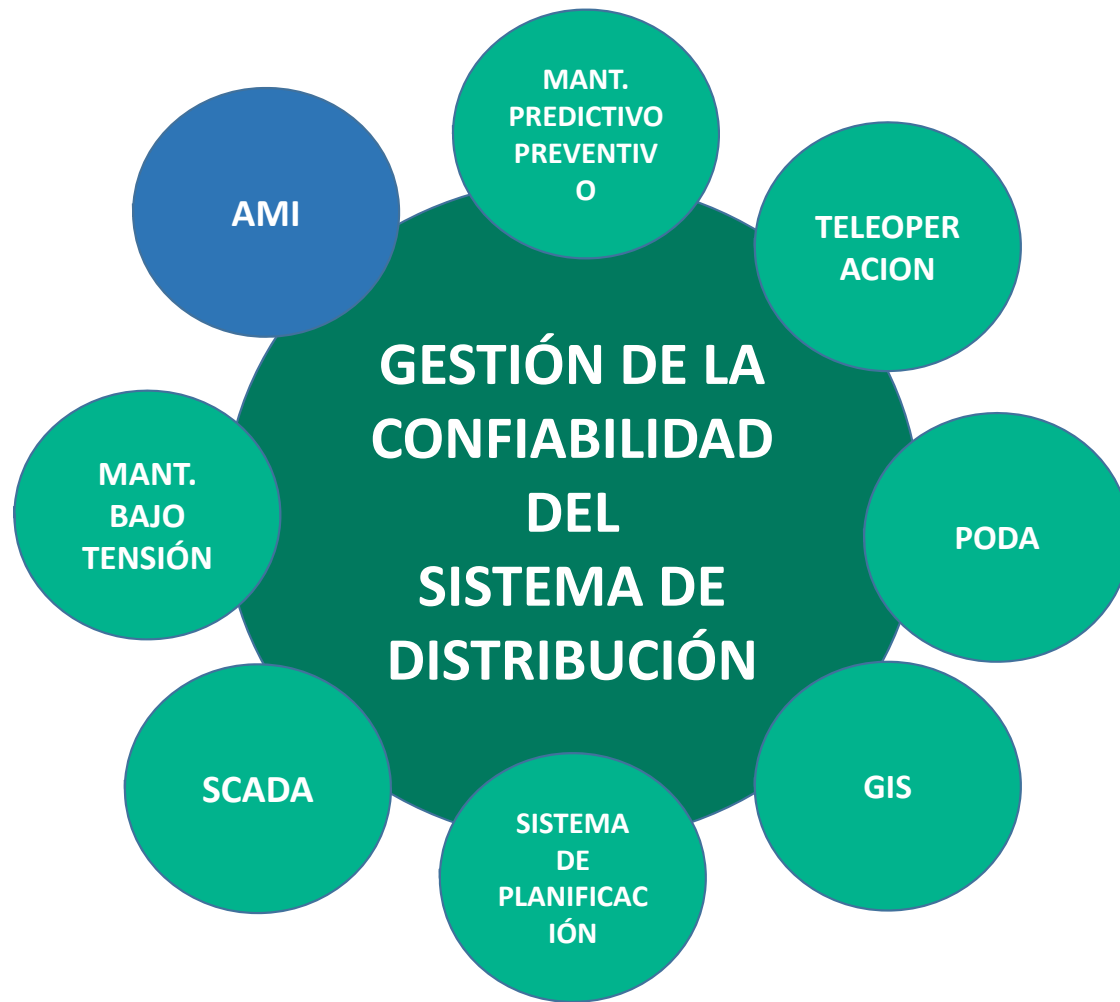 MANT.
PREDICTIVO
PREVENTIV
O
AMI
TELEOPER
ACION
GESTIÓN DE LA
CONFIABILIDAD
DEL
SISTEMA DE
DISTRIBUCIÓN
MANT.
BAJO
TENSIÓN
PODA
SCADA
GIS
SISTEMA
DE
PLANIFICAC
IÓN